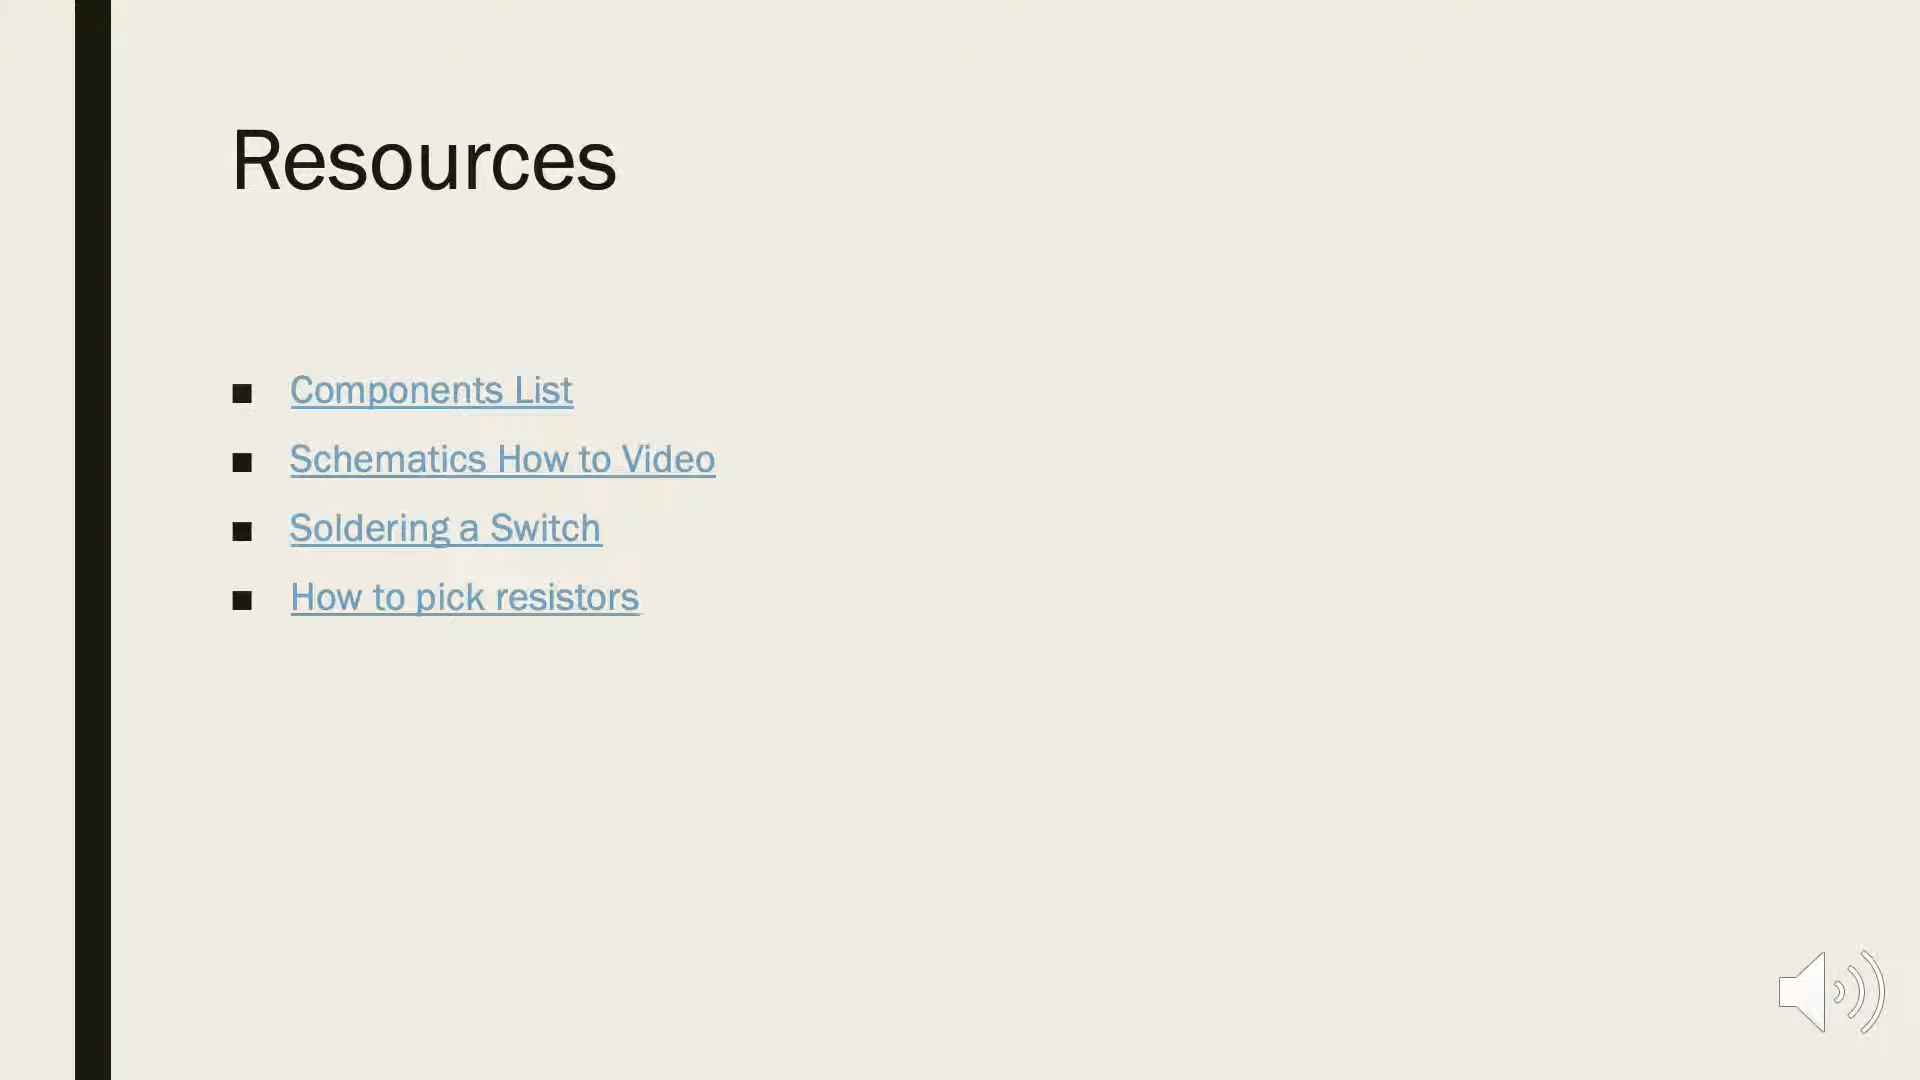 Resources
Components List
Schematics How to Video
Soldering a Switch
How to pick resistors